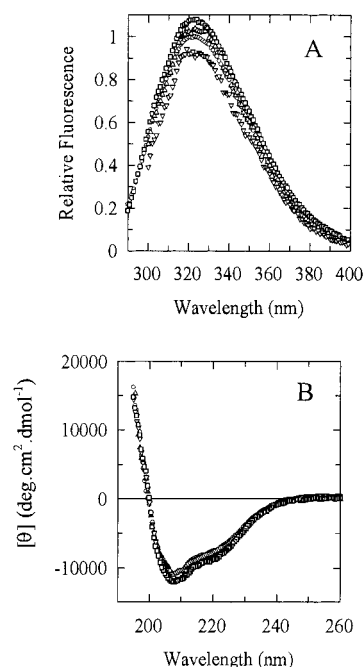 A
Relative Fluorescence
1
0.8
0.6
0.4
0.2
0
300 320 340 360 380 400
Wavelength (nm)
B
[θ] (deg.cm².dmol⁻¹)
20000
10000
0
-10000
200 220 240 260
Wavelength (nm)